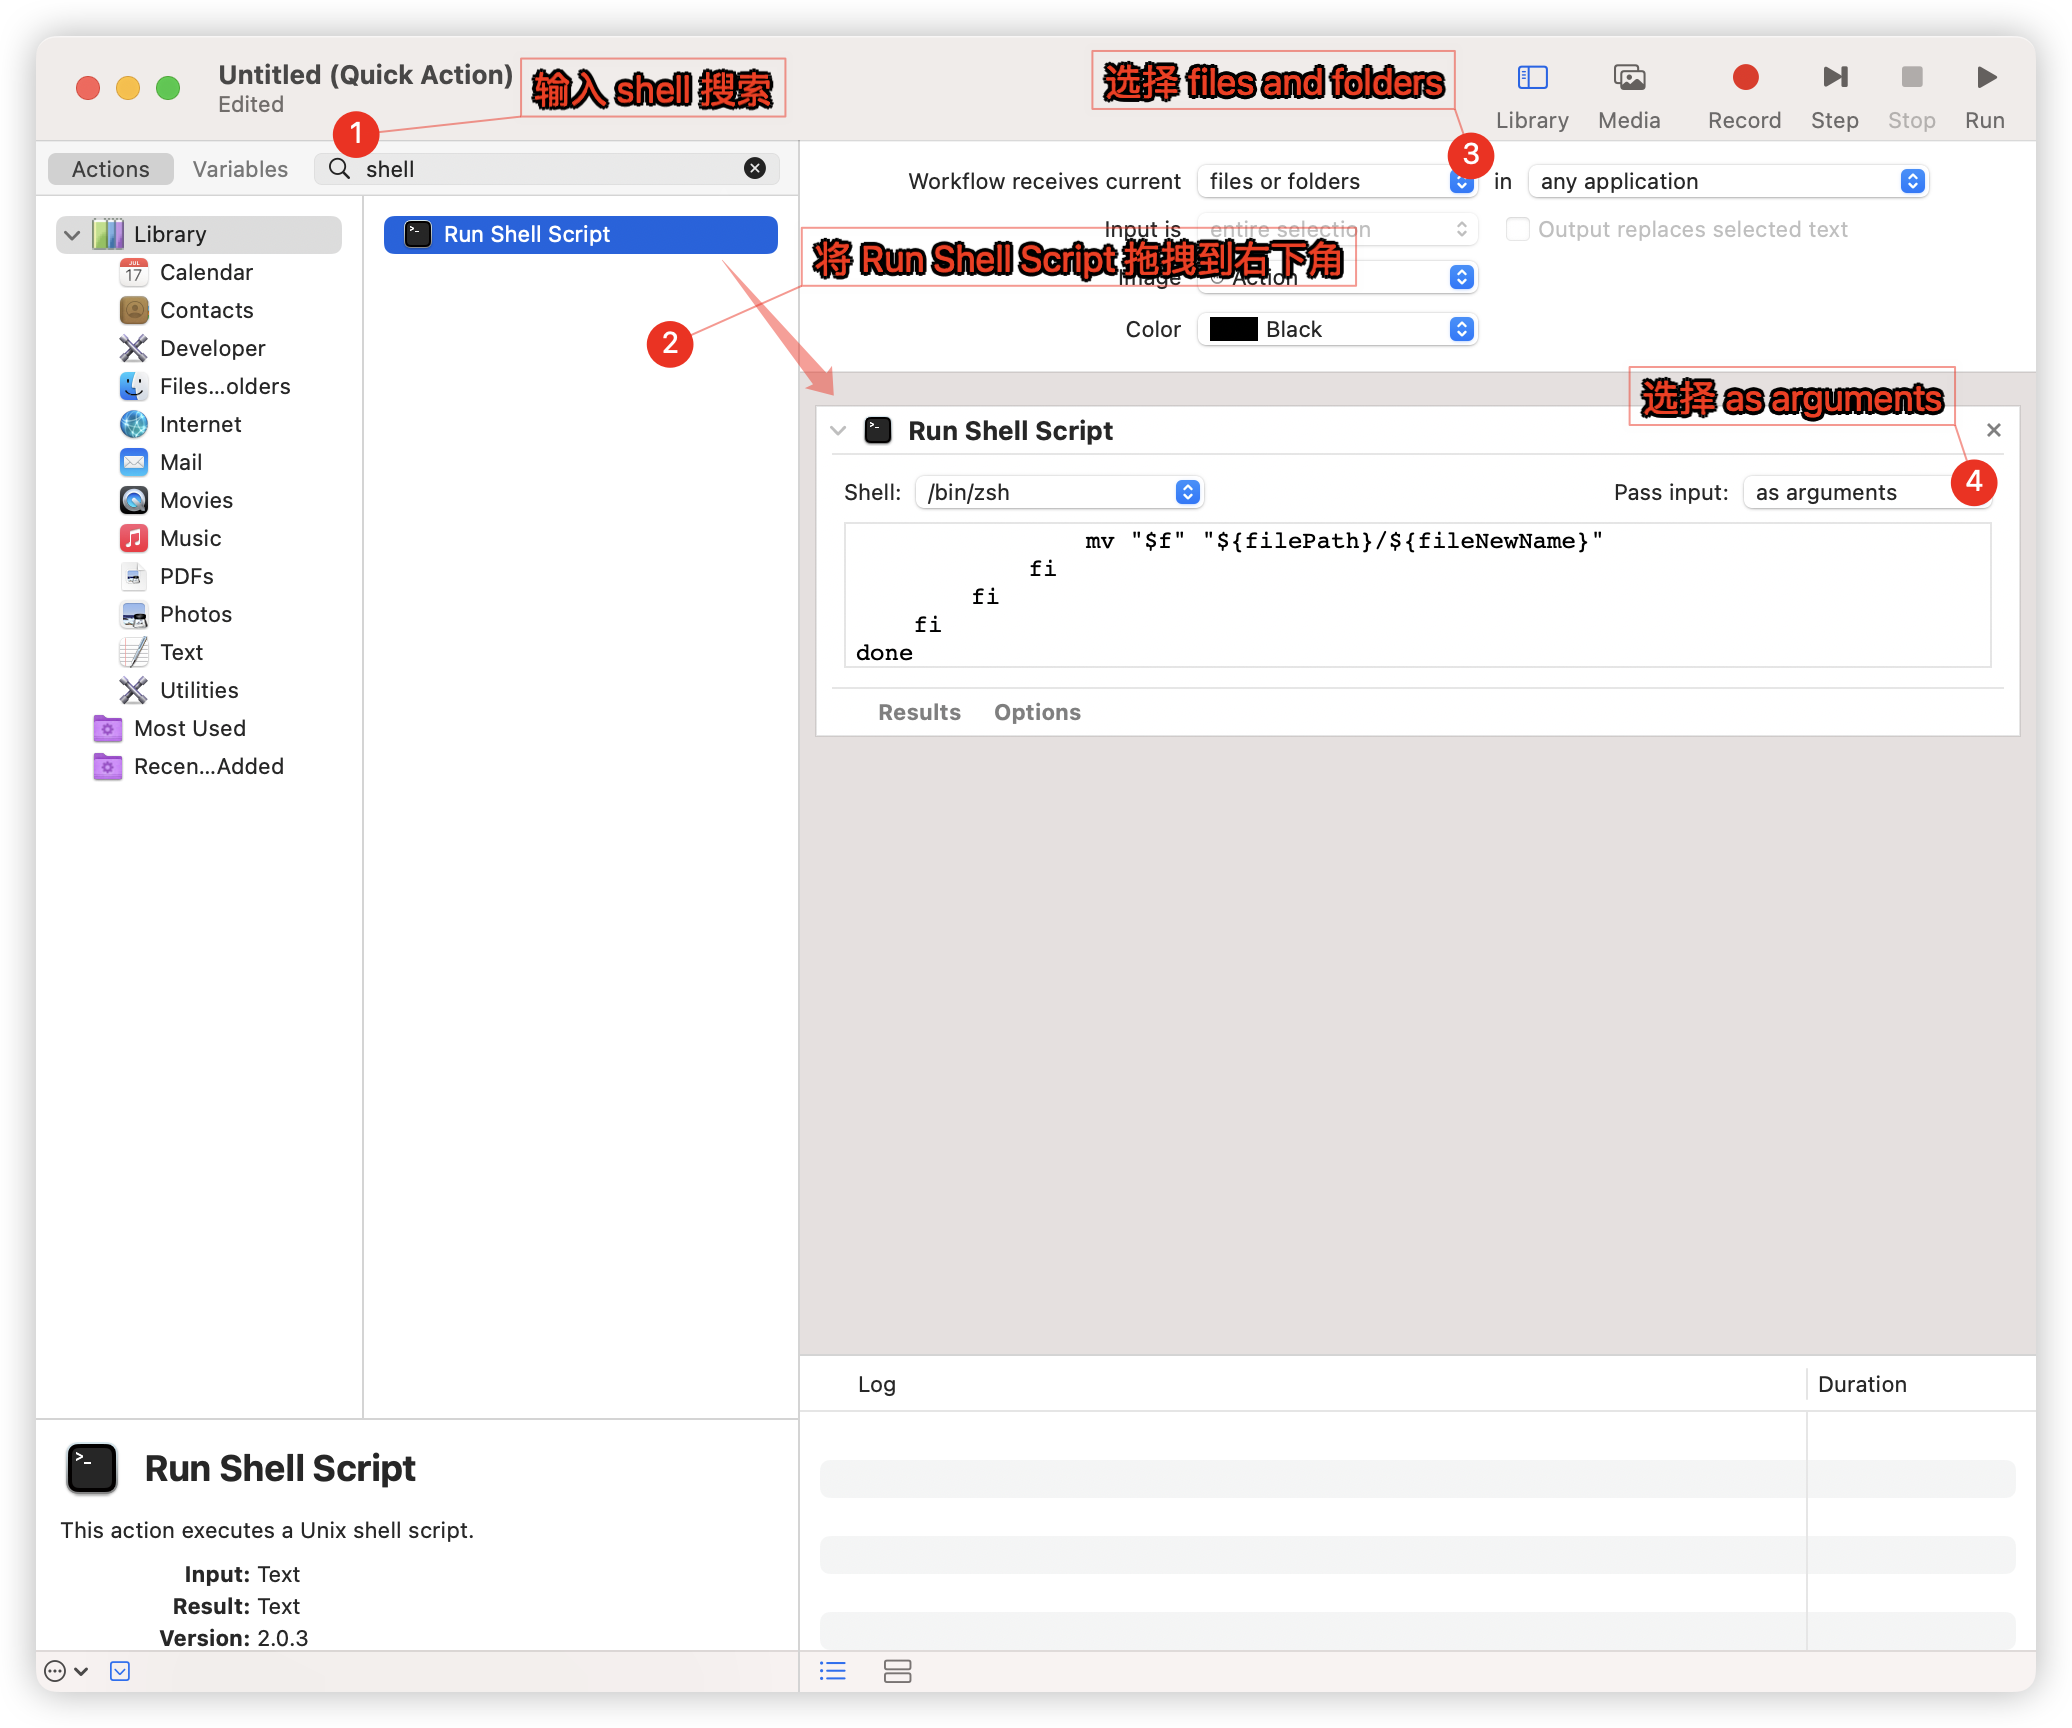 Untitled (Quick Action)
Edited
输入 shell 搜索
选择 files and folders
Library
Media
Record
Step
Stop
Run
1
3
Actions
Variables
shell
Workflow receives current
files or folders
in
any application
Input is
entire selection
Output replaces selected text
将 Run Shell Script 拖拽到右下角
Image
Action
Color
Black
2
Library
JUL
17
Calendar
Contacts
Developer
Files...olders
Internet
Mail
Movies
Music
PDFs
Photos
Text
Utilities
Most Used
Recen...Added
Run Shell Script
选择 as arguments
4
Run Shell Script
Shell:
/bin/zsh
Pass input:
as arguments
mv "$f" "${filePath}/${fileNewName}"
fi
fi
fi
done
Results
Options
Log
Duration
Run Shell Script
This action executes a Unix shell script.
Input: Text
Result: Text
Version: 2.0.3